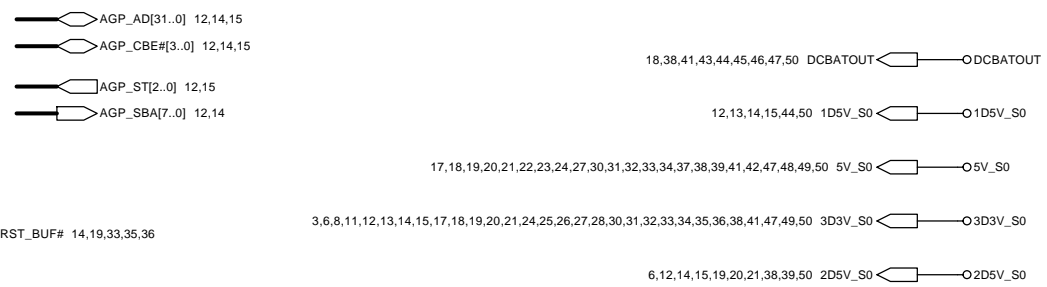 AGP_AD[31..0] 12,14,15
AGP_CBE#[3..0] 12,14,15
AGP_ST[2..0] 12,15
AGP_SBA[7..0] 12,14
RST_BUF# 14,19,33,35,36
18,38,41,43,44,45,46,47,50 DCBATOUT DCBATOUT
12,13,14,15,44,50 1D5V_S0 1D5V_S0
17,18,19,20,21,22,23,24,27,30,31,32,33,34,37,38,39,41,42,47,48,49,50 5V_S0 5V_S0
3,6,8,11,12,13,14,15,17,18,19,20,21,24,25,26,27,28,30,31,32,33,34,35,36,38,41,47,49,50 3D3V_S0 3D3V_S0
6,12,14,15,19,20,21,38,39,50 2D5V_S0 2D5V_S0